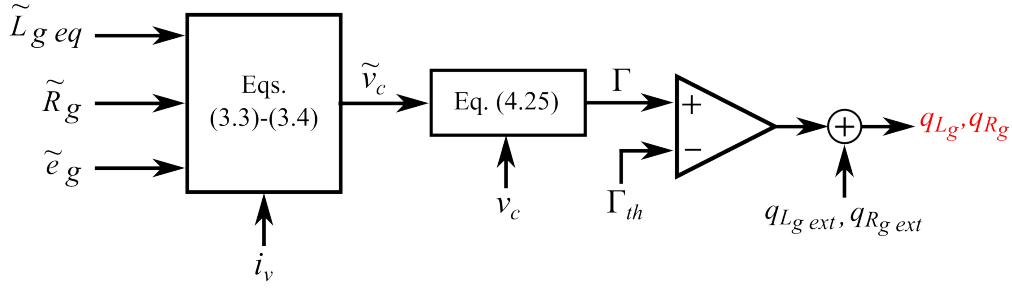 L̃g eq
R̃g
ẽg
Eqs.
(3.3)-(3.4)
iv
ṽc
Eq. (4.25)
vc
Γ
Γth
+
−
+
qLg,qRg
qLg ext,qRg ext